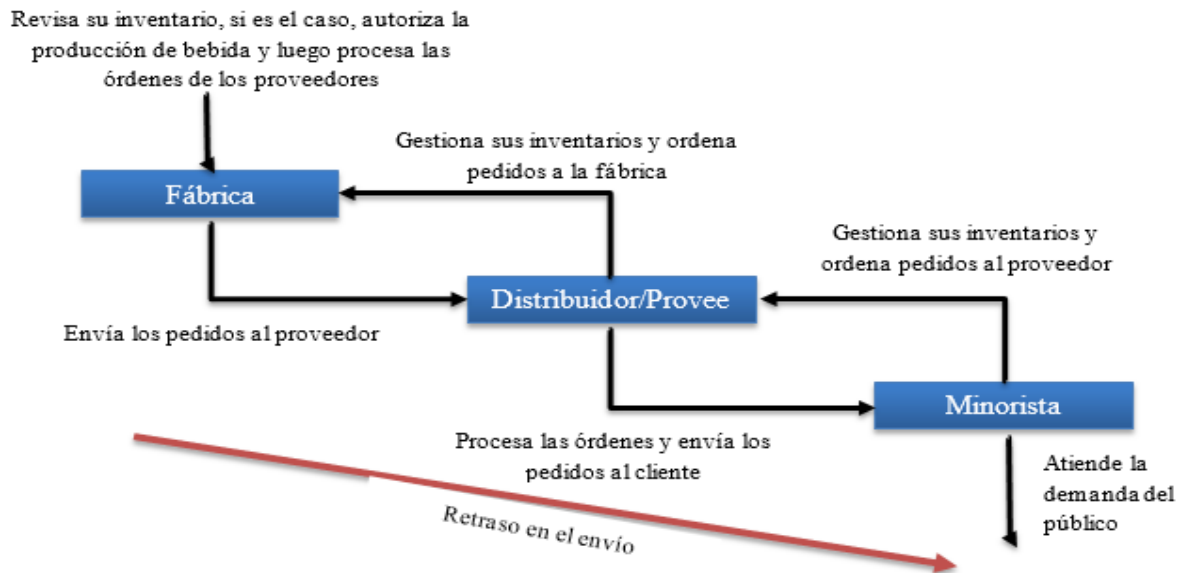 Revisa su inventario, si es el caso, autoriza la
producción de bebida y luego procesa las
órdenes de los proveedores
Gestiona sus inventarios y ordena
pedidos a la fábrica
Fábrica
Gestiona sus inventarios y
ordena pedidos al proveedor
Distribuidor/Provee
Envía los pedidos al proveedor
Minorista
Procesa las órdenes y envía los
pedidos al cliente
Atiende la
demanda del
público
Retraso en el envío